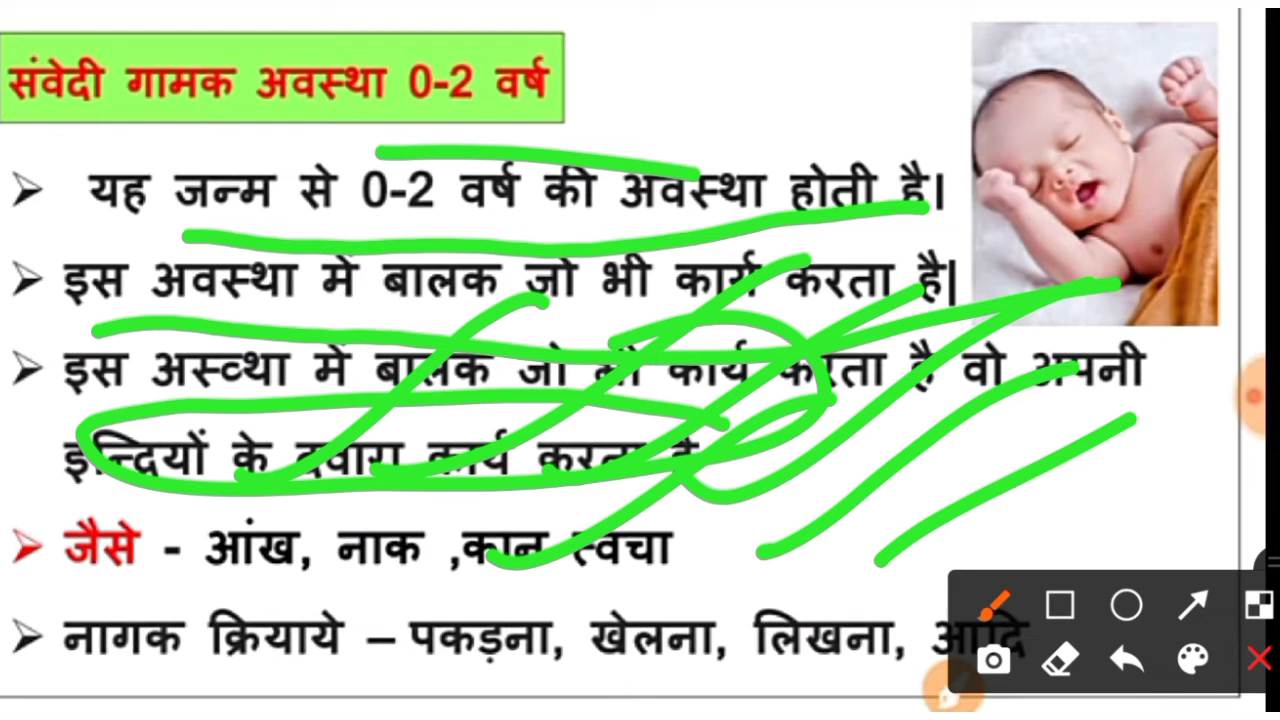 संवेदी गामक अवस्था 0-2 वर्ष
➢ यह जन्म से 0-2 वर्ष की अवस्था होती है।
➢ इस अवस्था में बालक जो भी कार्य करता है|
➢ इस अस्व्था में बालक जो भी कार्य करता है वो अपनी
इन्द्रियों के दवारा कार्य करता है
➢ जैसे - आंख, नाक ,कान स्वचा
➢ नागक क्रियाये – पकड़ना, खेलना, लिखना, आदि